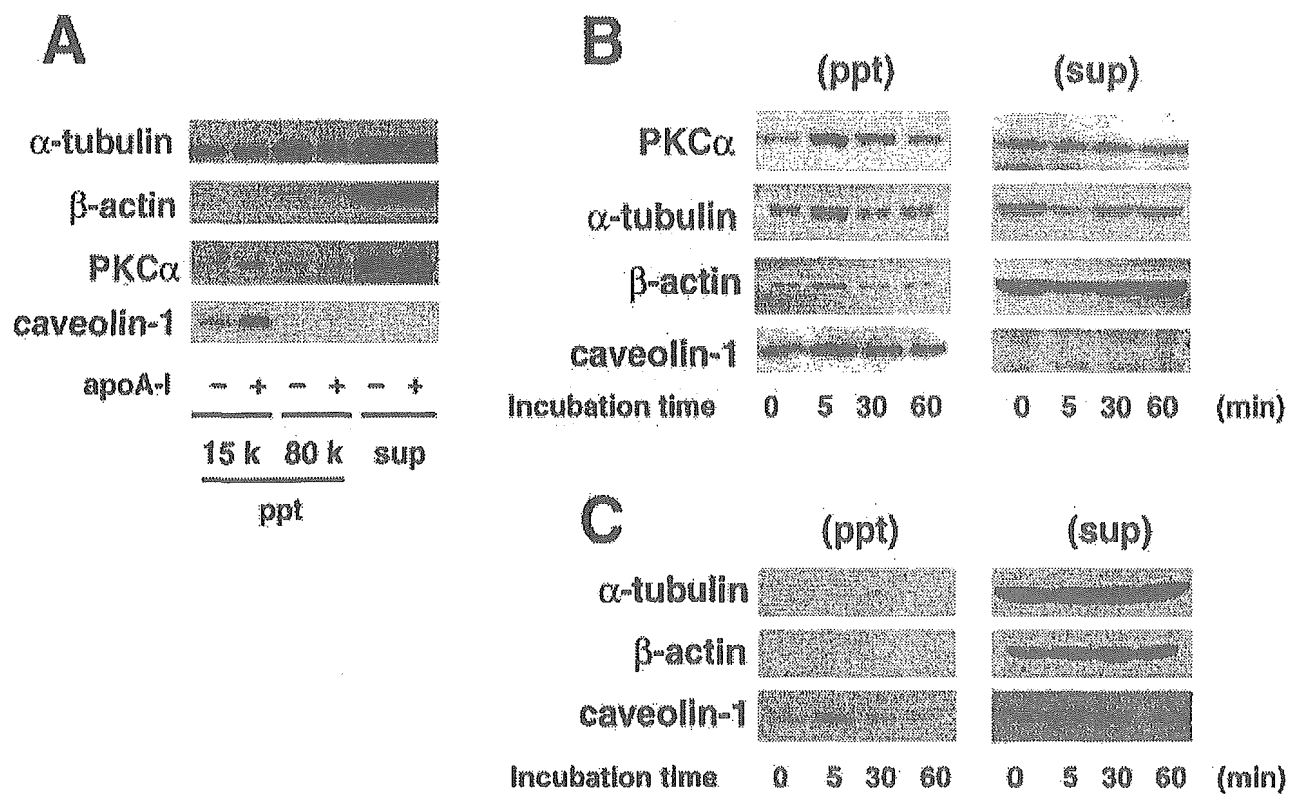 A
α-tubulin
β-actin
PKCα
caveolin-1
apoA-I - + - + - +
15 k 80 k sup
ppt
B
(ppt) (sup)
PKCα
α-tubulin
β-actin
caveolin-1
Incubation time 0 5 30 60 0 5 30 60 (min)
C
(ppt) (sup)
α-tubulin
β-actin
caveolin-1
Incubation time 0 5 30 60 0 5 30 60 (min)